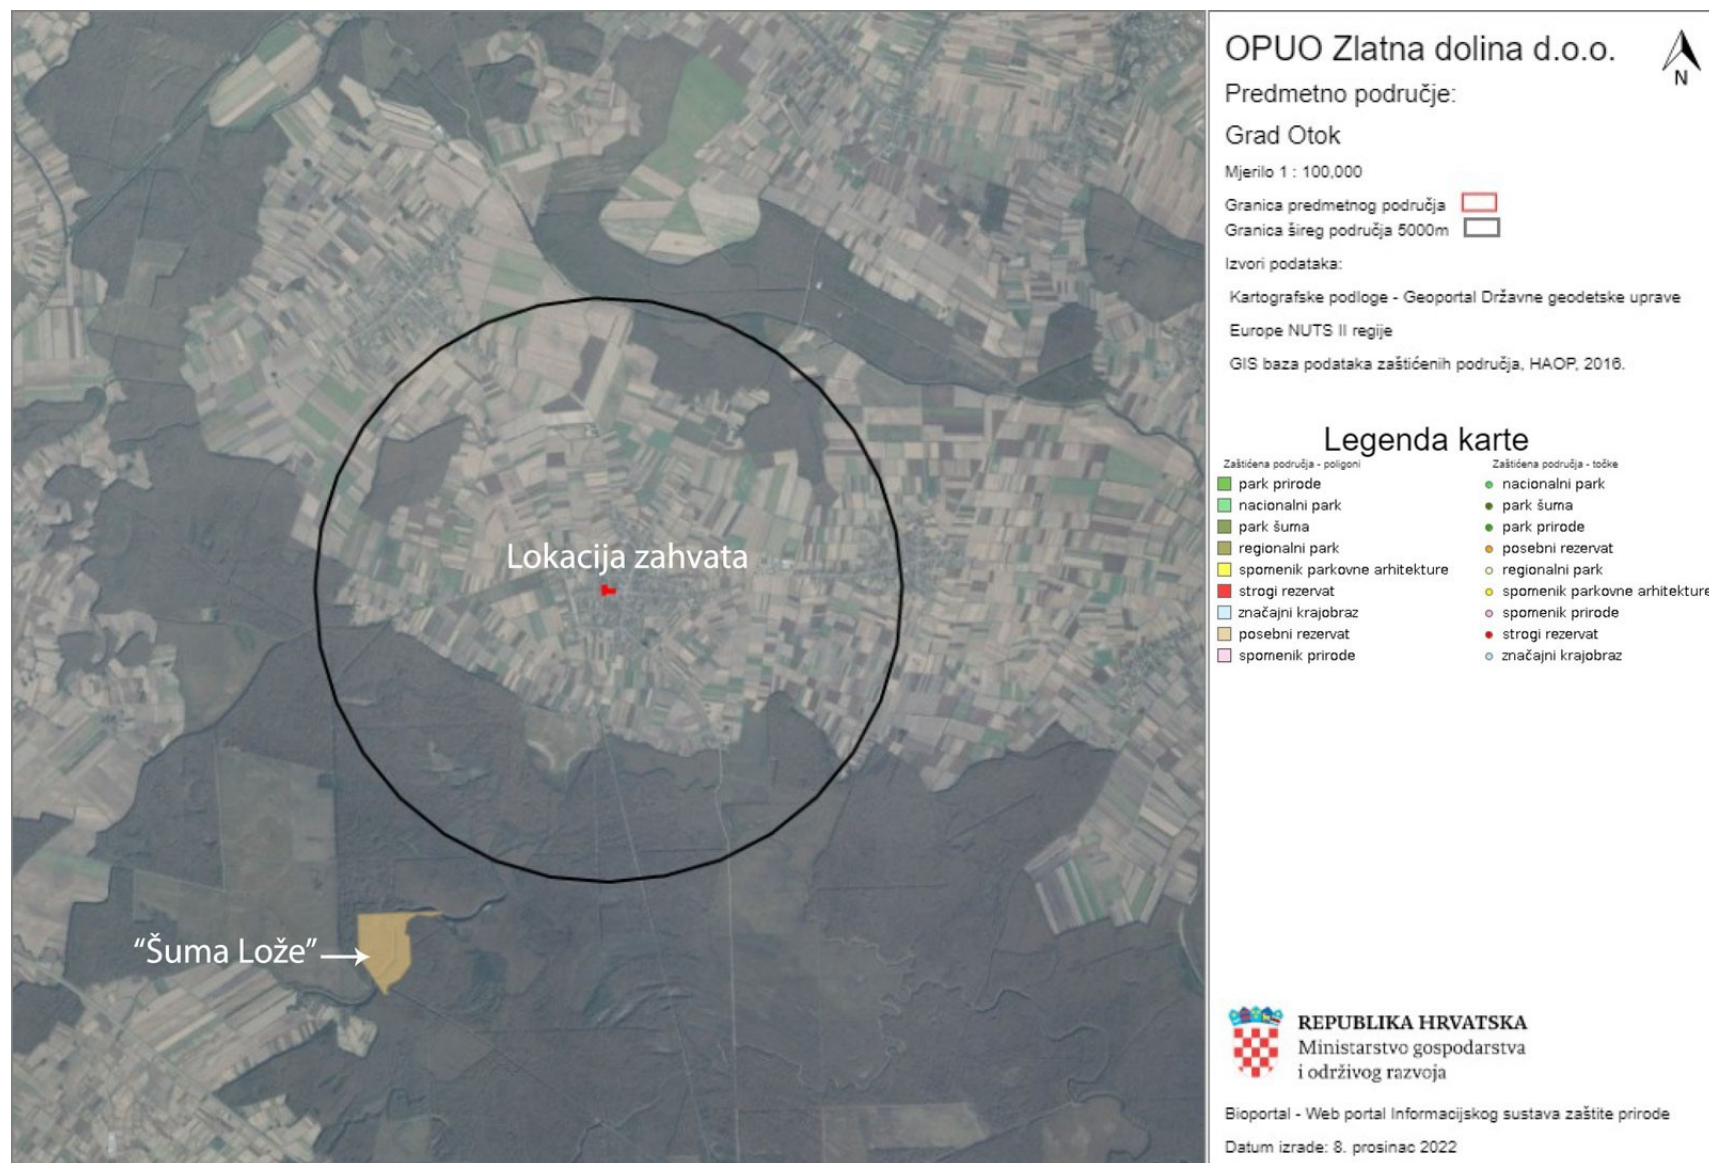 OPUO Zlatna dolina d.o.o.
N
Predmetno područje:
Grad Otok
Mjerilo 1 : 100,000
Granica predmetnog područja
Granica šireg područja 5000m
Izvori podataka:
Kartografske podloge - Geoportal Državne geodetske uprave
Europe NUTS II regije
GIS baza podataka zaštićenih područja, HAOP, 2016.
Legenda karte
Zaštićena područja - poligoni
park prirode
nacionalni park
park šuma
regionalni park
spomenik parkovne arhitekture
strogi rezervat
značajni krajobraz
posebni rezervat
spomenik prirode
Zaštićena područja - točke
nacionalni park
park šuma
park prirode
posebni rezervat
regionalni park
spomenik parkovne arhitekture
spomenik prirode
strogi rezervat
značajni krajobraz
Lokacija zahvata
“Šuma Lože”
REPUBLIKA HRVATSKA
Ministarstvo gospodarstva
i održivog razvoja
Bioportal - Web portal Informacijskog sustava zaštite prirode
Datum izrade: 8. prosinac 2022